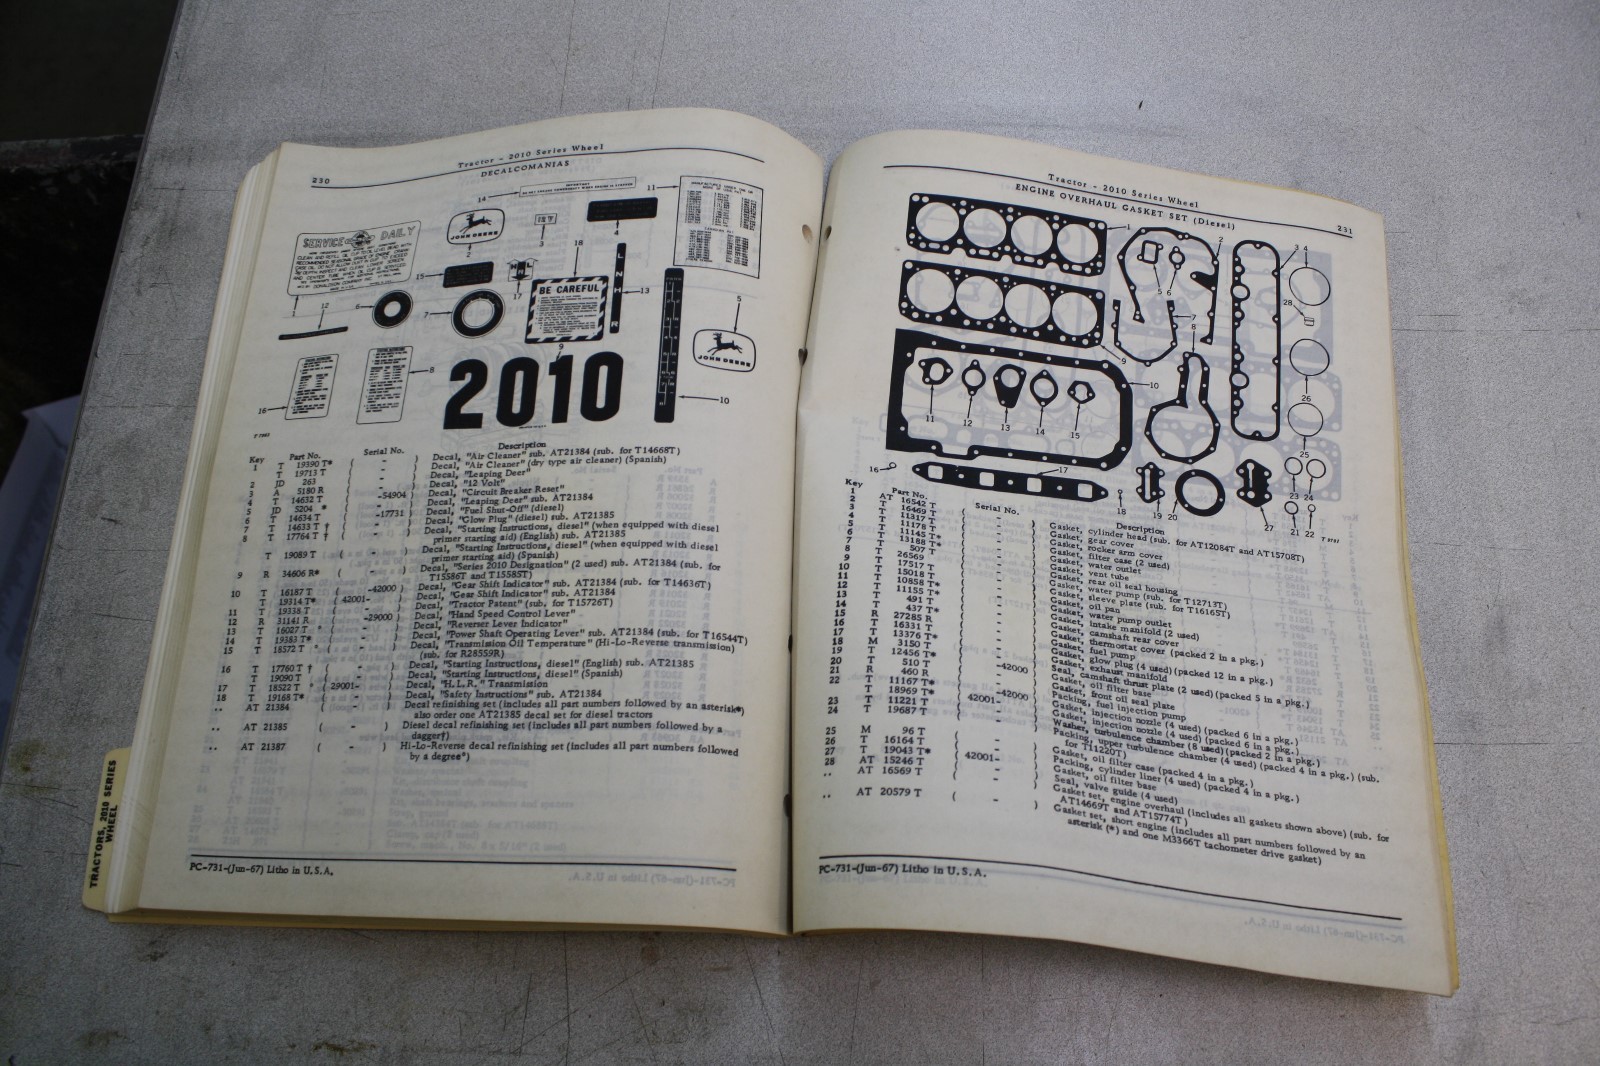 230
Tractor - 2010 Series Wheel
DECALCOMANIAS
SERVICE DAILY
JOHN DEERE
BE CAREFUL
L
N
H
R
JOHN DEERE
2010
Key Part No. Serial No. Description
1 T 19390 T* ( - ) Decal, "Air Cleaner" sub. AT21384 (sub. for T14668T)
T 19713 T Decal, "Air Cleaner" (dry type air cleaner) (Spanish)
2 JD 263 Decal, "Leaping Deer"
3 A 5180 R Decal, "12 Volt"
4 T 14632 T -54904 Decal, "Circuit Breaker Reset"
5 JD 5204 * Decal, "Leaping Deer" sub. AT21384
6 T 14634 T -17731 Decal, "Fuel Shut-Off" (diesel)
7 T 14633 T † Decal, "Glow Plug" (diesel) sub. AT21385
8 T 17764 T † Decal, "Starting Instructions, diesel" (when equipped with diesel
primer starting aid) (English) sub. AT21385
T 19089 T ( - Decal, "Starting Instructions, diesel" (when equipped with diesel
primer starting aid) (Spanish)
9 R 34606 R* ( - ) Decal, "Series 2010 Designation" (2 used) sub. AT21384 (sub. for
T15586T and T15585T)
10 T 16187 T ( -42000 ) Decal, "Gear Shift Indicator" sub. AT21384 (sub. for T14636T)
T 19314 T* 42001- Decal, "Gear Shift Indicator" sub. AT21384
11 T 19338 T Decal, "Tractor Patent" (sub. for T15726T)
12 R 31141 R -29000 Decal, "Hand Speed Control Lever"
13 T 16027 T ° Decal, "Reverser Lever Indicator"
14 T 19383 T* Decal, "Power Shaft Operating Lever" sub. AT21384 (sub. for T16544T)
15 T 18572 T ° Decal, "Transmission Oil Temperature" (Hi-Lo-Reverse transmission)
(sub. for R28559R)
16 T 17760 T † Decal, "Starting Instructions, diesel" (English) sub. AT21385
T 19090 T Decal, "Starting Instructions, diesel" (Spanish)
17 T 18522 T ° 29001- Decal, "H.L.R." Transmission
18 T 19168 T* ( - Decal, "Safety Instructions" sub. AT21384
.. AT 21384 ( - ) Decal refinishing set (includes all part numbers followed by an asterisk*)
also order one AT21385 decal set for diesel tractors
.. AT 21385 ( - ) Diesel decal refinishing set (includes all part numbers followed by a
dagger†)
.. AT 21387 ( - ) Hi-Lo-Reverse decal refinishing set (includes all part numbers followed
by a degree°)
PC-731-(Jun-67) Litho in U.S.A.
TRACTORS, 2010 SERIES
WHEEL
Tractor - 2010 Series Wheel
ENGINE OVERHAUL GASKET SET (Diesel)
231
Key Part No. Serial No. Description
1 AT 16542 T Gasket, cylinder head (sub. for AT12084T and AT15708T)
2 T 16469 T Gasket, gear cover
3 T 11317 T Gasket, rocker arm cover
4 T 11178 T Gasket, filter case (2 used)
5 T 11145 T* Gasket, water outlet
6 T 13188 T* Gasket, vent tube
7 T 507 T Gasket, rear oil seal housing
8 T 26569 Gasket, water pump (sub. for T12713T)
9 T 17517 T Gasket, sleeve plate (sub. for T1616ST)
10 T 15018 T Gasket, oil pan
11 T 10858 T* Gasket, water pump outlet
12 T 11155 T* Gasket, intake manifold (2 used)
13 T 491 T Gasket, camshaft rear cover
14 T 437 T* Gasket, thermostat cover (packed 2 in a pkg.)
15 R 27285 R Gasket, fuel pump
16 T 16331 T Gasket, glow plug (4 used) (packed 12 in a pkg.)
17 T 13376 T* Gasket, exhaust manifold
18 M 3150 T Seal, camshaft thrust plate (2 used) (packed 5 in a pkg.)
19 T 12456 T* Gasket, oil filter base
20 T 510 T Gasket, front oil seal plate
21 R 460 R -42000 Packing, fuel injection pump
22 T 11167 T* Gasket, injection nozzle (4 used) (packed 6 in a pkg.)
T 18969 T* 42001- Gasket, injection nozzle (4 used) (packed 6 in a pkg.)
23 T 11221 T -42000 Washer, turbulence chamber (8 used) (packed 2 in a pkg.)
24 T 19687 T 42001- Packing, upper turbulence chamber (4 used) (packed 4 in a pkg.) (sub.
for T11220T)
25 M 96 T Gasket, oil filter case (packed 4 in a pkg.)
26 T 16164 T Packing, cylinder liner (4 used) (packed 4 in a pkg.)
27 T 19043 T* 42001- Gasket, oil filter base
28 AT 15246 T Seal, valve guide (4 used)
.. AT 16569 T Gasket set, engine overhaul (includes all gaskets shown above) (sub. for
AT14669T and AT15774T)
.. AT 20579 T ( - ) Gasket set, short engine (includes all part numbers followed by an
asterisk (*) and one M3366T tachometer drive gasket)
PC-731-(Jun-67) Litho in U.S.A.